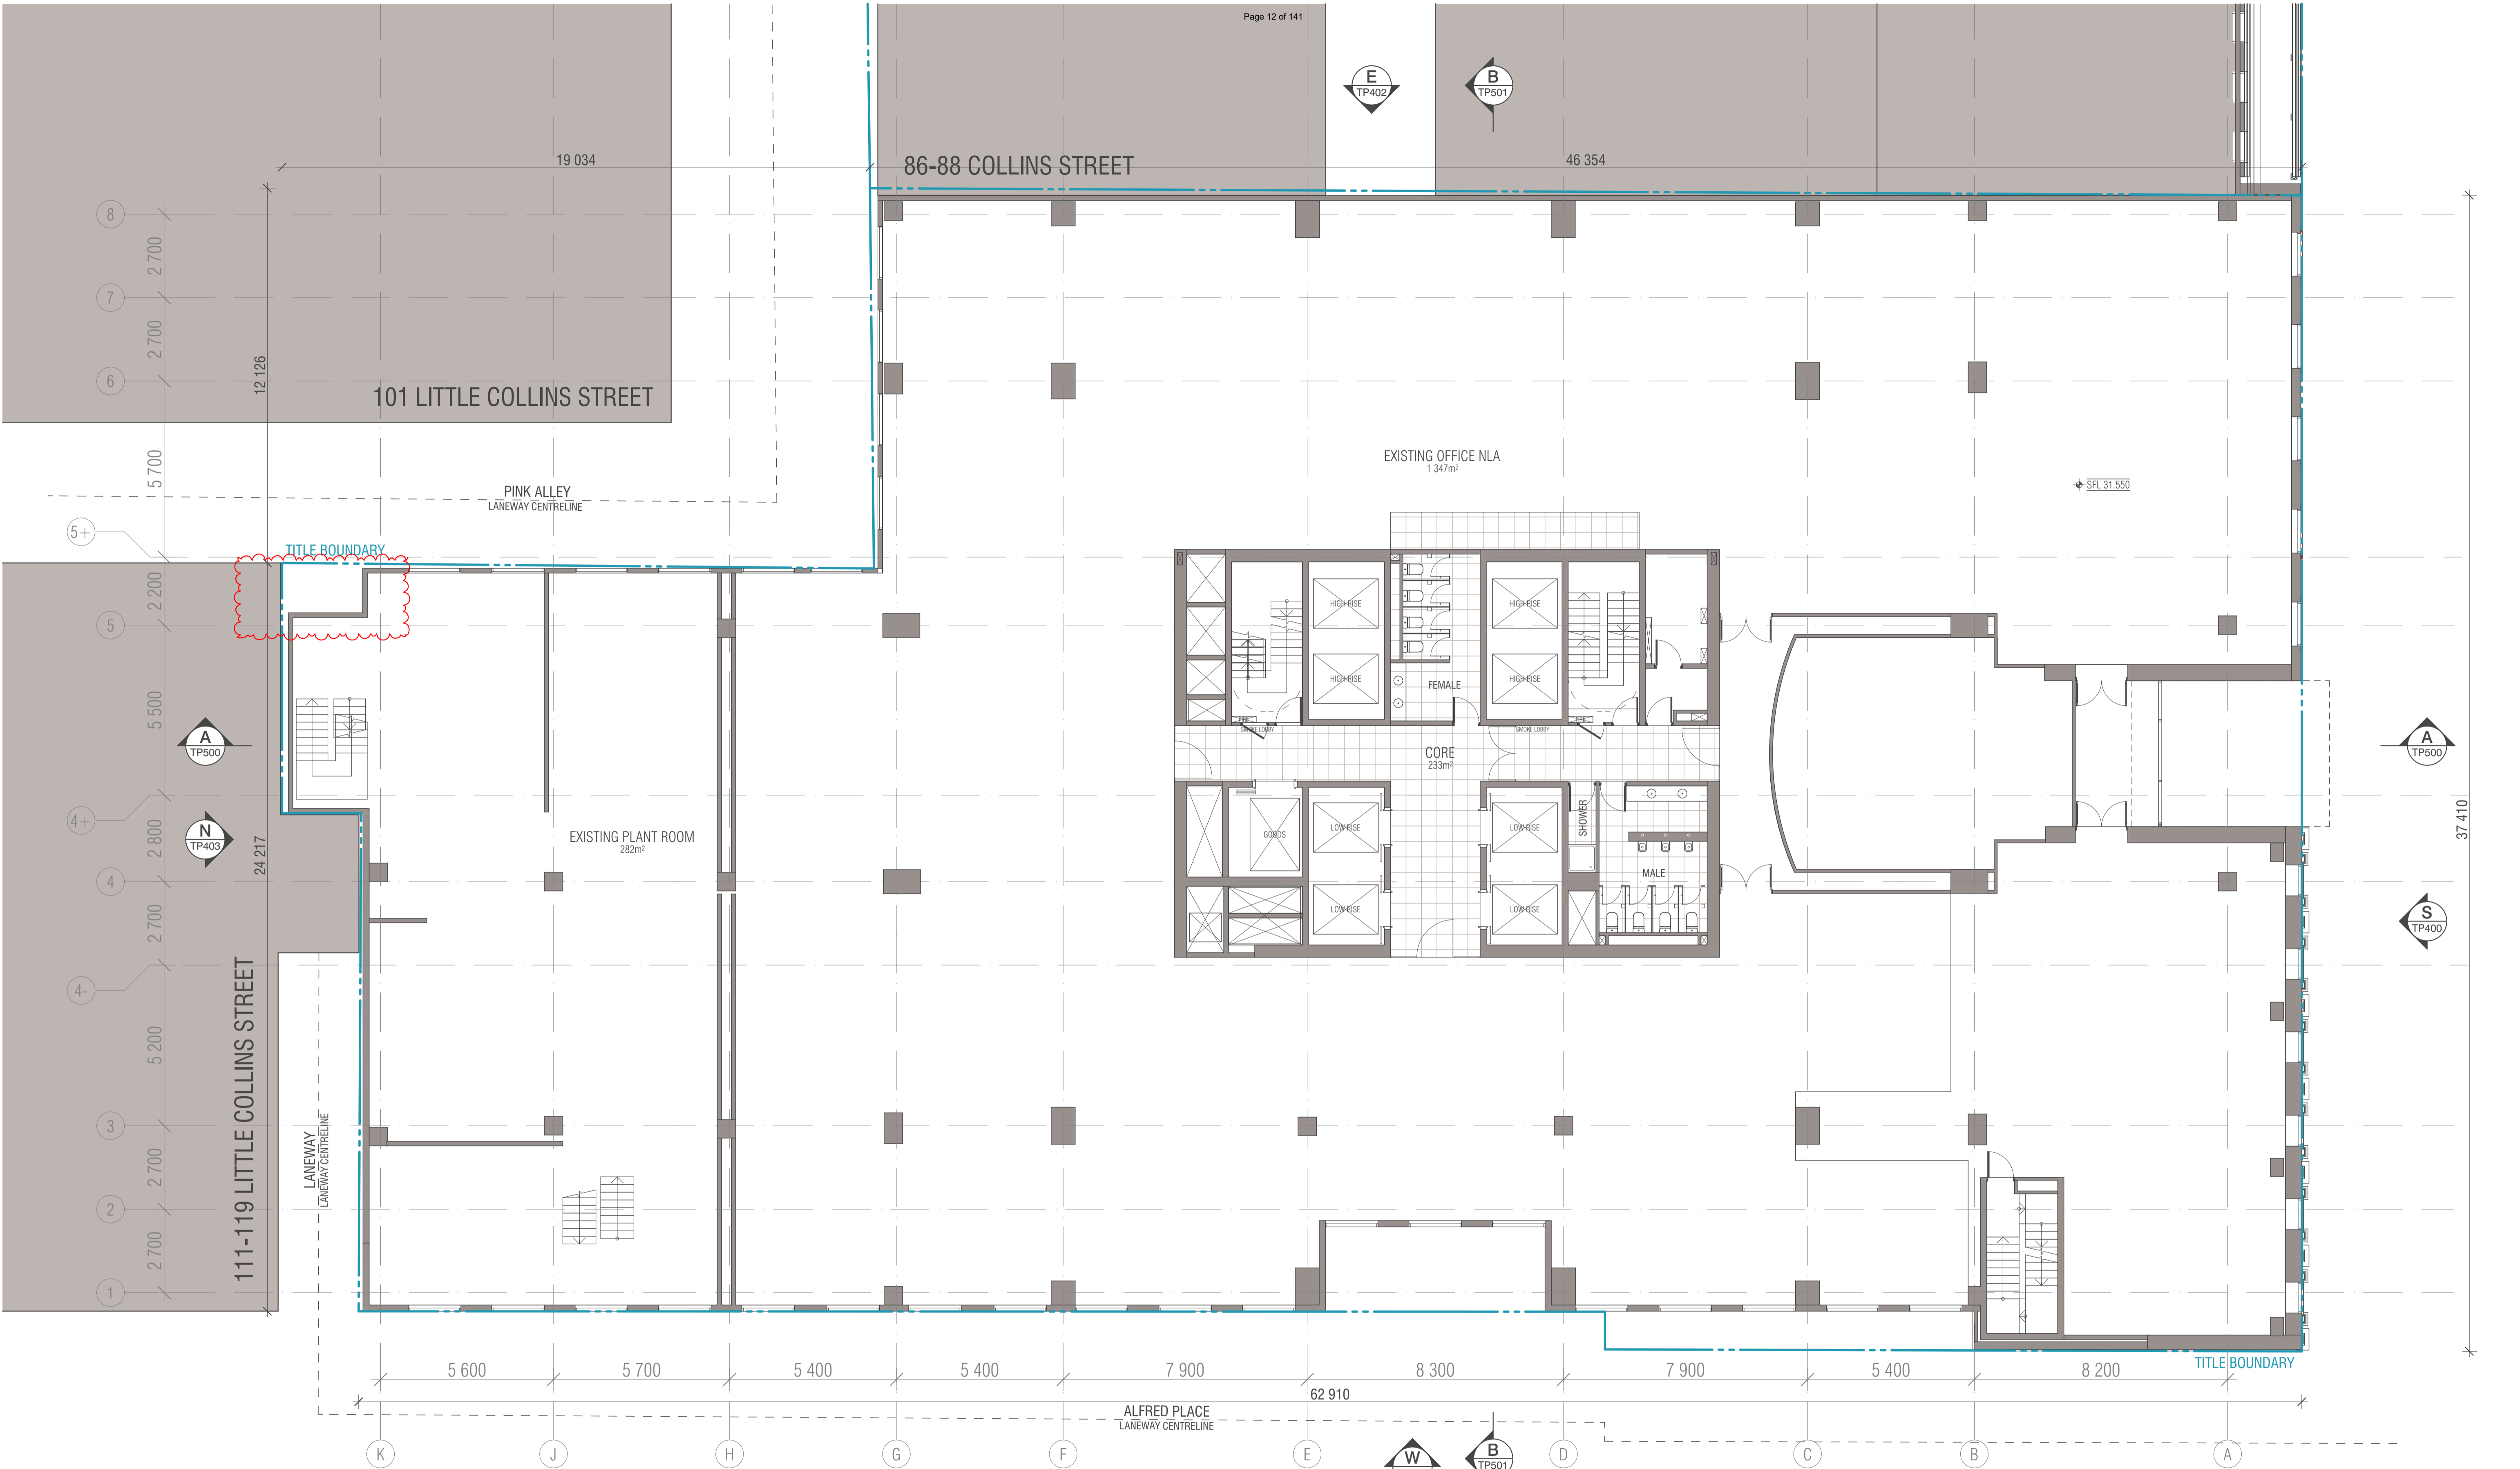 Page 12 of 141
E
TP402
B
TP501
19 034
86-88 COLLINS STREET
46 354
8
2 700
7
2 700
12 126
6
101 LITTLE COLLINS STREET
5 700
EXISTING OFFICE NLA
1 347m²
SFL 31.550
PINK ALLEY
LANEWAY CENTRELINE
5+
TITLE BOUNDARY
2 200
5
HIGH RISE
HIGH RISE
HIGH RISE
HIGH RISE
FEMALE
5 500
A
TP500
SMOKE LOBBY
SMOKE LOBBY
CORE
233m²
A
TP500
4+
N
TP403
2 800
24 217
EXISTING PLANT ROOM
282m²
GOODS
LOW RISE
LOW RISE
SHOWER
37 410
4
MALE
LOW RISE
LOW RISE
2 700
S
TP400
4-
111-119 LITTLE COLLINS STREET
5 200
3
LANEWAY
LANEWAY CENTRELINE
2 700
2
2 700
1
TITLE BOUNDARY
5 600
5 700
5 400
5 400
7 900
8 300
7 900
5 400
8 200
62 910
ALFRED PLACE
LANEWAY CENTRELINE
K
J
H
G
F
E
W
B
TP501
D
C
B
A